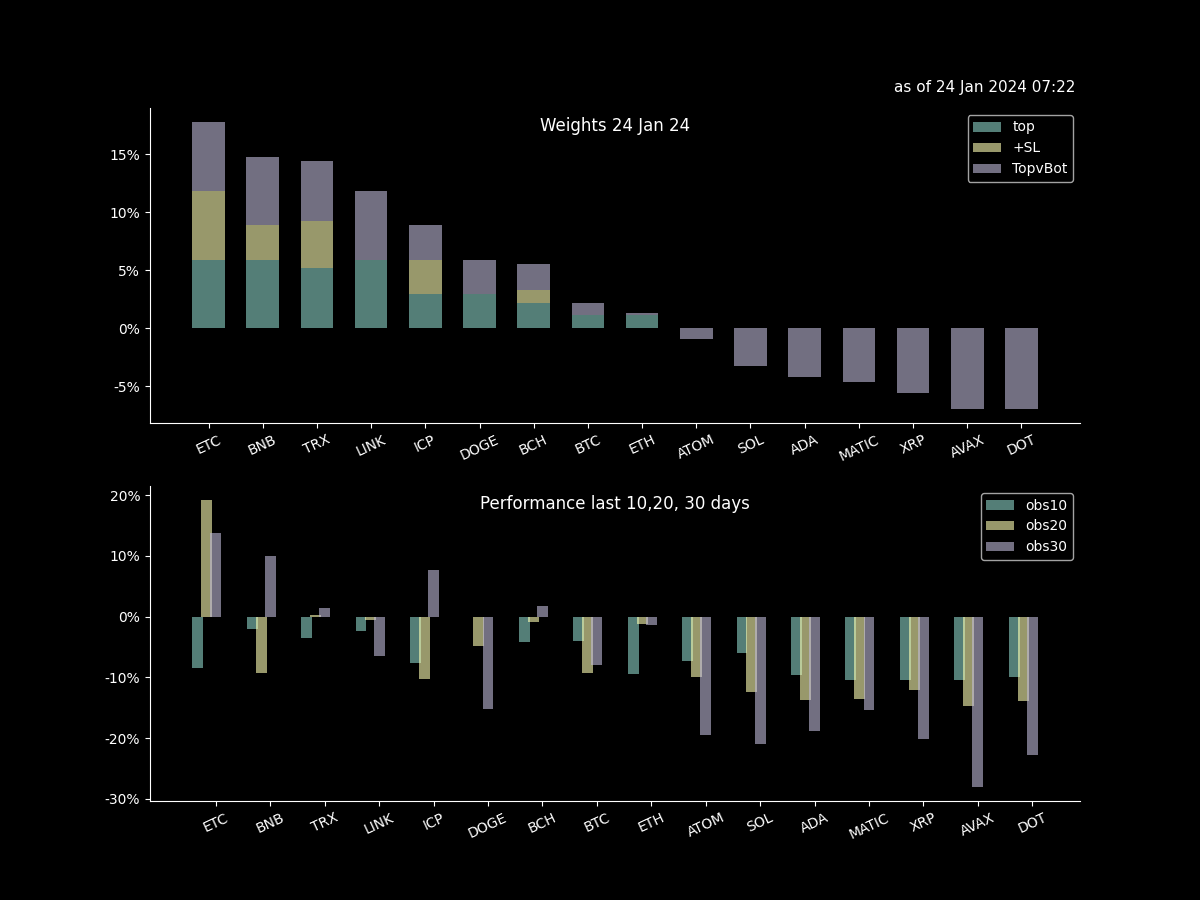 as of 24 Jan 2024 07:22
Weights 24 Jan 24
top
+SL
TopvBot
15%
10%
5%
0%
-5%
ETC BNB TRX LINK ICP DOGE BCH BTC ETH ATOM SOL ADA MATIC XRP AVAX DOT
Performance last 10,20, 30 days
obs10
obs20
obs30
20%
10%
0%
-10%
-20%
-30%
ETC BNB TRX LINK ICP DOGE BCH BTC ETH ATOM SOL ADA MATIC XRP AVAX DOT